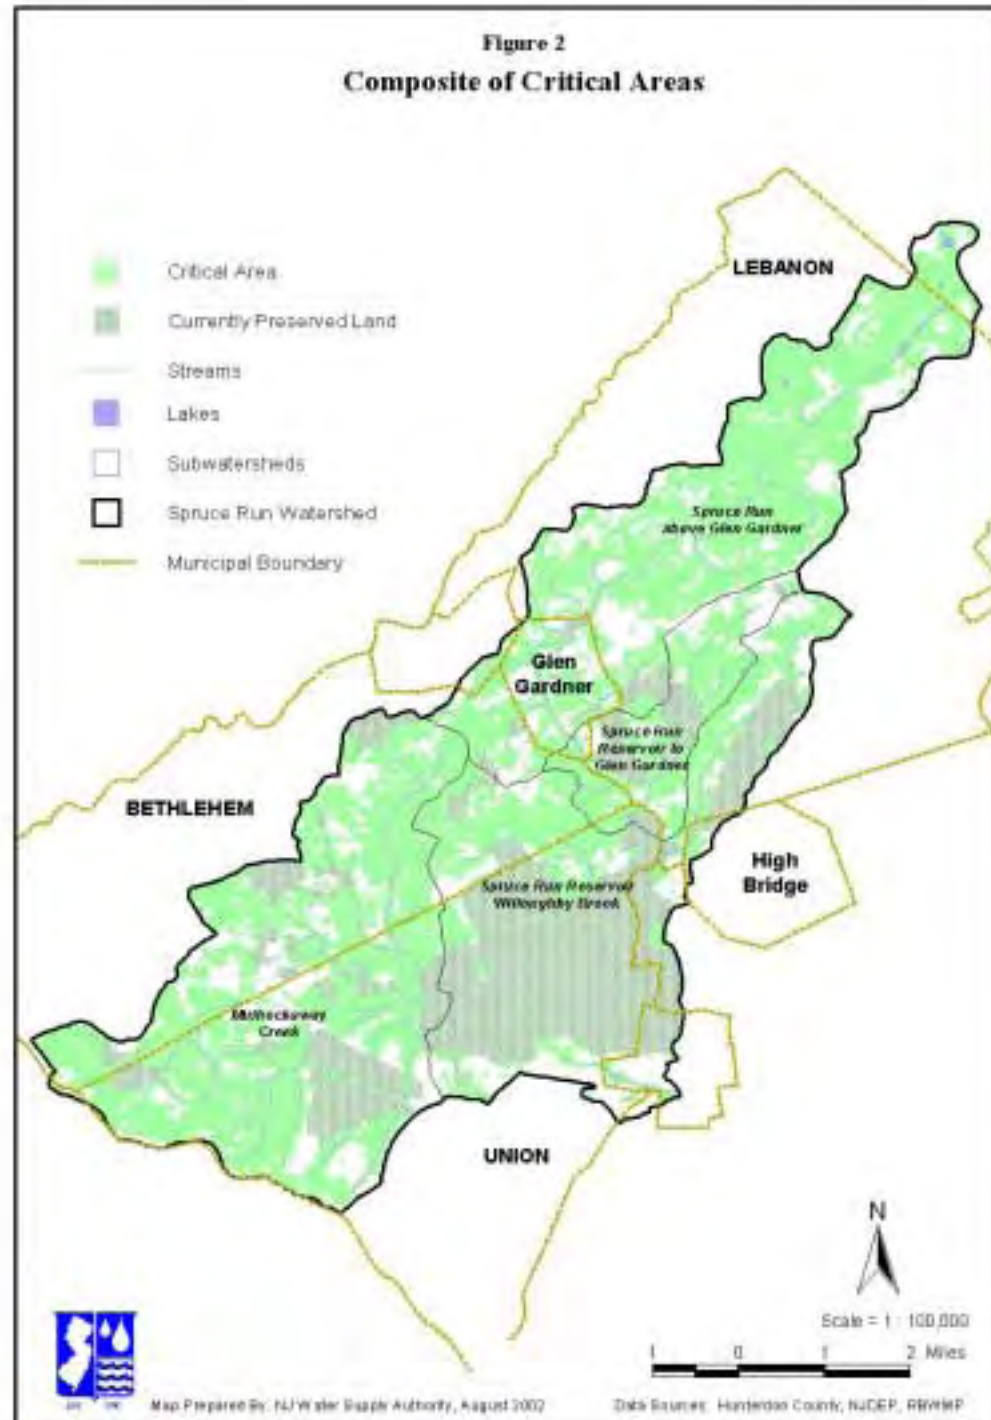 Figure 2
Composite of Critical Areas
Critical Area
Currently Preserved Land
Streams
Lakes
Subwatersheds
Spruce Run Watershed
Municipal Boundary
LEBANON
Spruce Run
above Glen Gardner
Glen
Gardner
Spruce Run
Reservoir to
Glen Gardner
BETHLEHEM
High
Bridge
Spruce Run Reservoir
Willoughby Brook
Mulhockaway
Creek
UNION
N
Scale = 1 : 100,000
1 0 1 2 Miles
Map Prepared By: NJ Water Supply Authority, August 2002
Data Sources: Hunterdon County, NJDEP, RBWMP